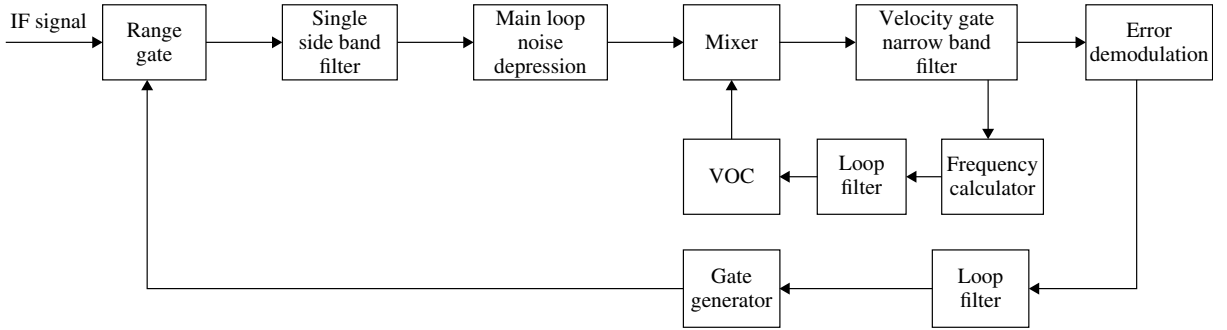 IF signal
Range
gate
Single
side band
filter
Main loop
noise
depression
Mixer
Velocity gate
narrow band
filter
Error
demodulation
VOC
Loop
filter
Frequency
calculator
Gate
generator
Loop
filter